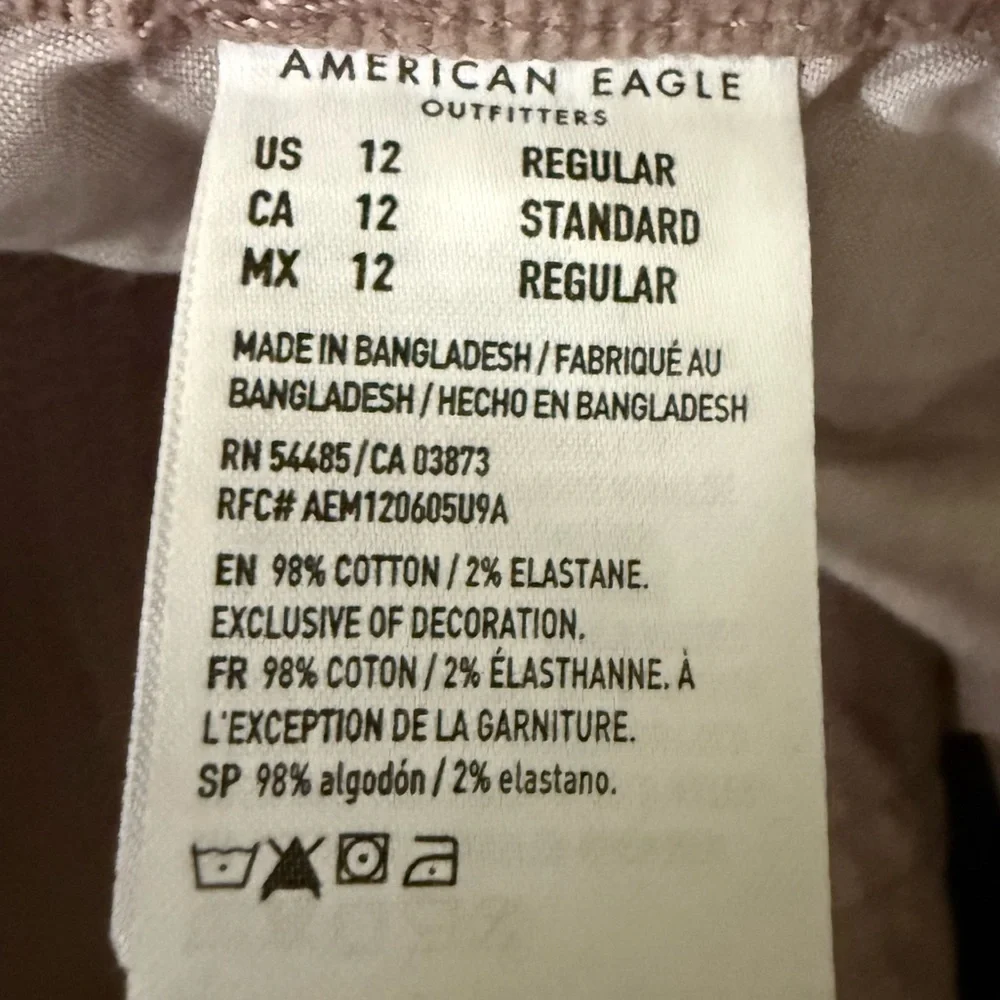 AMERICAN EAGLE
OUTFITTERS
US 12 REGULAR
CA 12 STANDARD
MX 12 REGULAR
MADE IN BANGLADESH / FABRIQUÉ AU
BANGLADESH / HECHO EN BANGLADESH
RN 54485 / CA 03873
RFC# AEM120605U9A
EN 98% COTTON / 2% ELASTANE.
EXCLUSIVE OF DECORATION.
FR 98% COTON / 2% ÉLASTHANNE. À
L'EXCEPTION DE LA GARNITURE.
SP 98% algodón / 2% elastano.